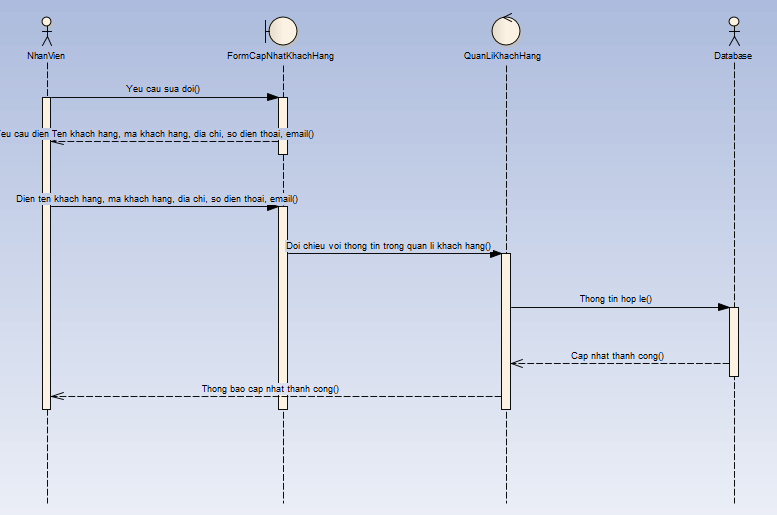 NhanVien
FormCapNhatKhachHang
QuanLiKhachHang
Database
Yeu cau sua doi()
eu cau dien Ten khach hang, ma khach hang, dia chi, so dien thoai, email()
Dien ten khach hang, ma khach hang, dia chi, so dien thoai, email()
Doi chieu voi thong tin trong quan li khach hang()
Thong tin hop le()
Cap nhat thanh cong()
Thong bao cap nhat thanh cong()